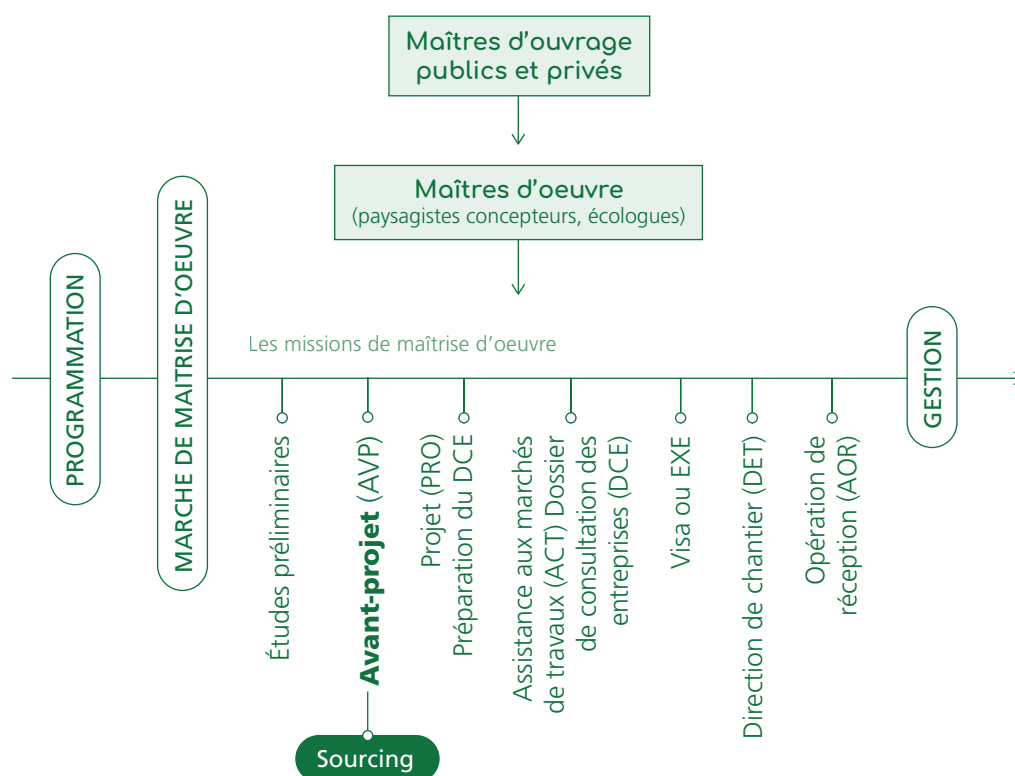 Maîtres d'ouvrage
publics et privés
Maîtres d'oeuvre
(paysagistes concepteurs, écologues)
PROGRAMMATION
MARCHE DE MAITRISE D'OEUVRE
Les missions de maîtrise d'oeuvre
GESTION
Études préliminaires
Avant-projet (AVP)
Projet (PRO)
Préparation du DCE
Assistance aux marchés
de travaux (ACT) Dossier
de consultation des
entreprises (DCE)
Visa ou EXE
Direction de chantier (DET)
Opération de
réception (AOR)
Sourcing